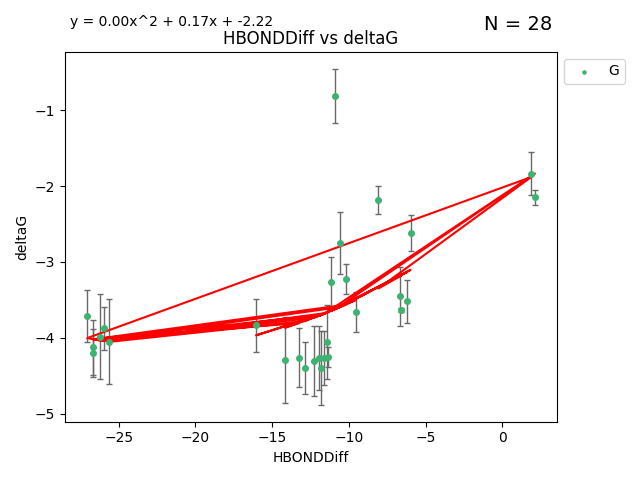 y = 0.00x^2 + 0.17x + -2.22
N = 28
HBONDDiff vs deltaG
G
−1
−2
−3
−4
−5
deltaG
−25
−20
−15
−10
−5
0
HBONDDiff